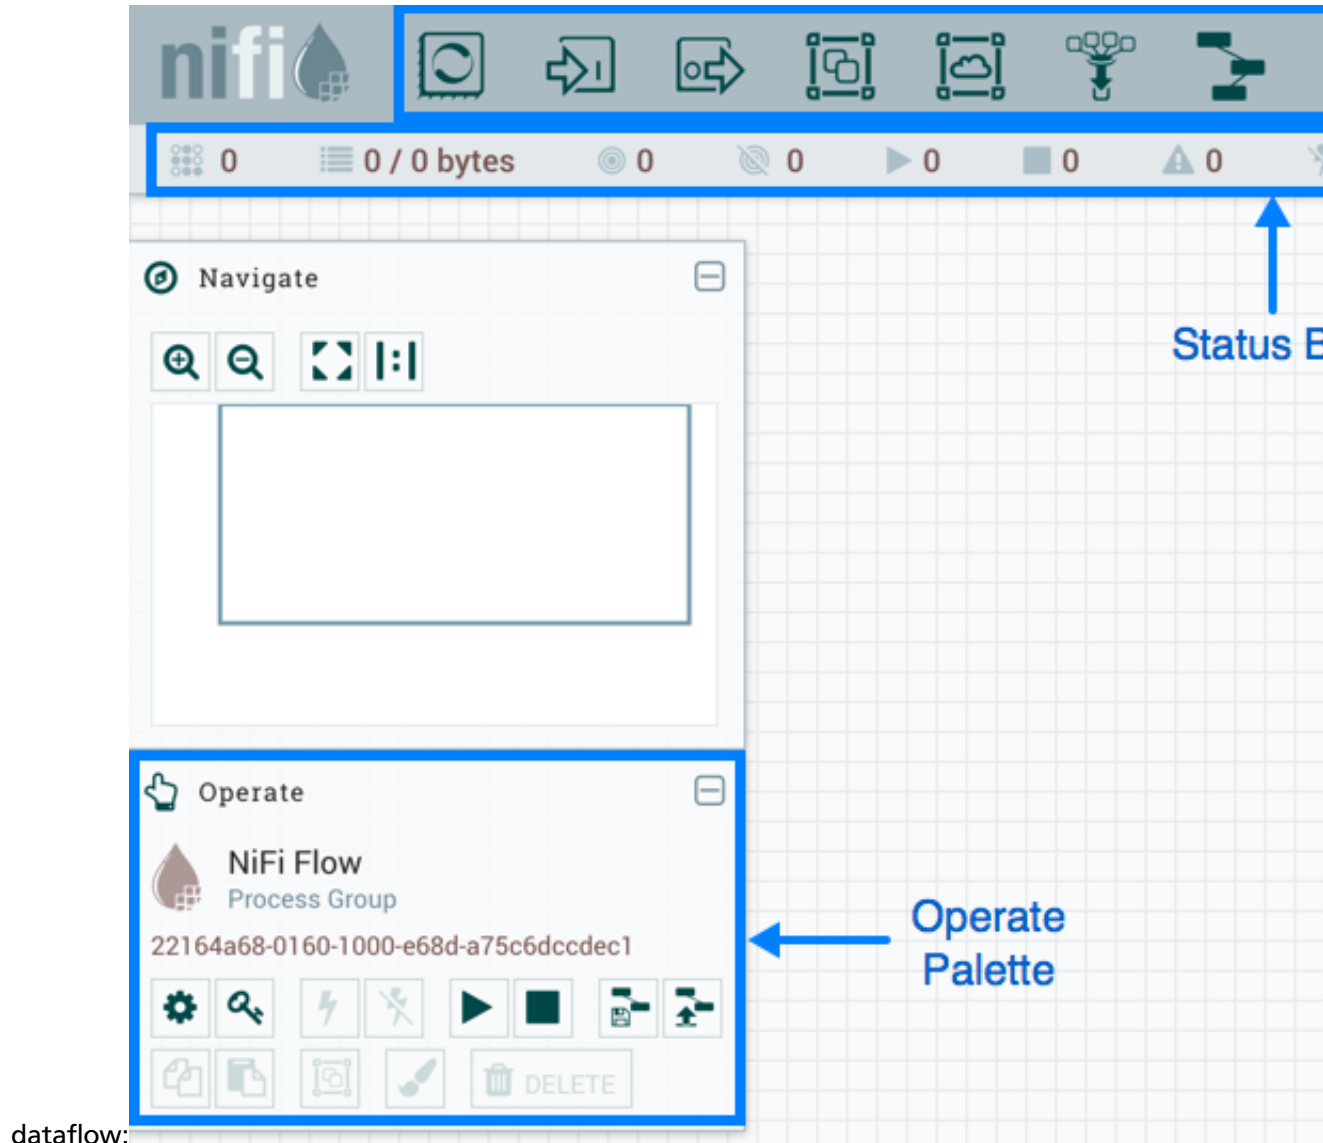 nifi
0 0 / 0 bytes 0 0 0 0 0
Navigate
Status B
Operate
NiFi Flow
Process Group
22164a68-0160-1000-e68d-a75c6dccdec1
Operate
Palette
DELETE
dataflow: